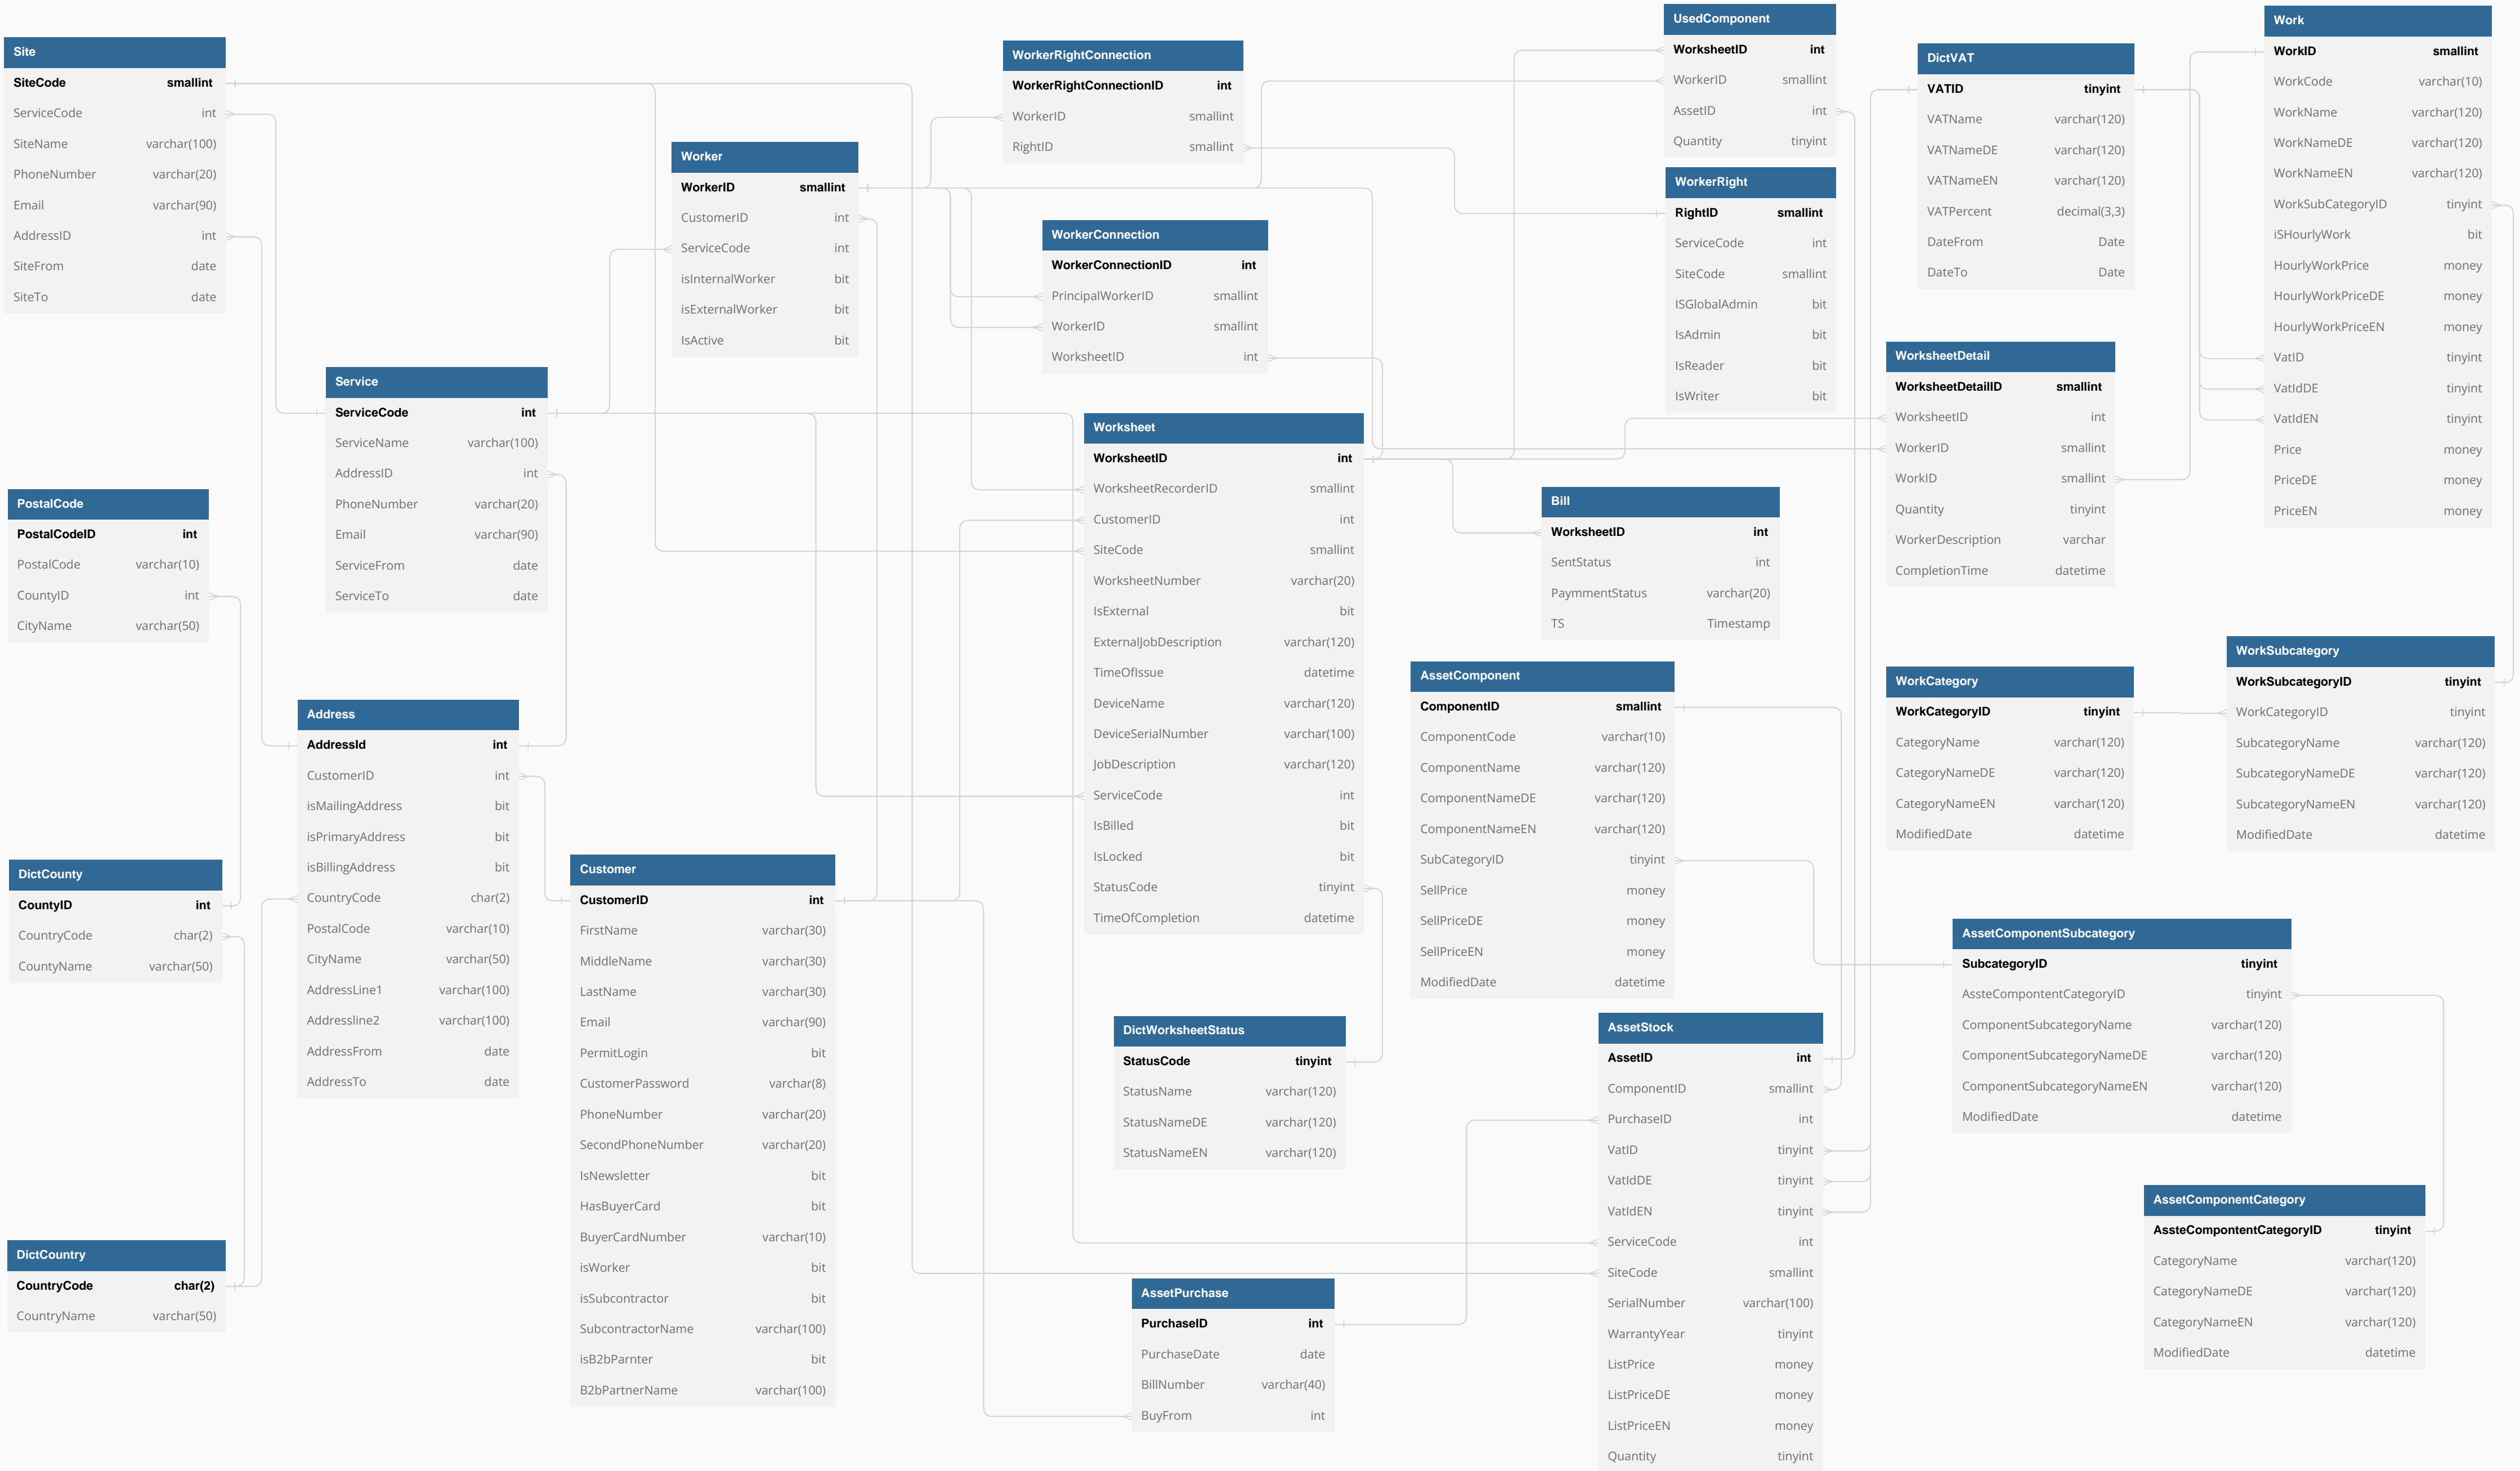 Site
SiteCode smallint
ServiceCode int
SiteName varchar(100)
PhoneNumber varchar(20)
Email varchar(90)
AddressID int
SiteFrom date
SiteTo date
PostalCode
PostalCodeID int
PostalCode varchar(10)
CountyID int
CityName varchar(50)
DictCounty
CountyID int
CountryCode char(2)
CountyName varchar(50)
DictCountry
CountryCode char(2)
CountryName varchar(50)
Service
ServiceCode int
ServiceName varchar(100)
AddressID int
PhoneNumber varchar(20)
Email varchar(90)
ServiceFrom date
ServiceTo date
Address
AddressId int
CustomerID int
isMailingAddress bit
isPrimaryAddress bit
isBillingAddress bit
CountryCode char(2)
PostalCode varchar(10)
CityName varchar(50)
AddressLine1 varchar(100)
Addressline2 varchar(100)
AddressFrom date
AddressTo date
Worker
WorkerID smallint
CustomerID int
ServiceCode int
isInternalWorker bit
isExternalWorker bit
IsActive bit
Customer
CustomerID int
FirstName varchar(30)
MiddleName varchar(30)
LastName varchar(30)
Email varchar(90)
PermitLogin bit
CustomerPassword varchar(8)
PhoneNumber varchar(20)
SecondPhoneNumber varchar(20)
IsNewsletter bit
HasBuyerCard bit
BuyerCardNumber varchar(10)
isWorker bit
isSubcontractor bit
SubcontractorName varchar(100)
isB2bParnter bit
B2bPartnerName varchar(100)
WorkerRightConnection
WorkerRightConnectionID int
WorkerID smallint
RightID smallint
WorkerConnection
WorkerConnectionID int
PrincipalWorkerID smallint
WorkerID smallint
WorksheetID int
Worksheet
WorksheetID int
WorksheetRecorderID smallint
CustomerID int
SiteCode smallint
WorksheetNumber varchar(20)
IsExternal bit
ExternalJobDescription varchar(120)
TimeOfIssue datetime
DeviceName varchar(120)
DeviceSerialNumber varchar(100)
JobDescription varchar(120)
ServiceCode int
IsBilled bit
IsLocked bit
StatusCode tinyint
TimeOfCompletion datetime
DictWorksheetStatus
StatusCode tinyint
StatusName varchar(120)
StatusNameDE varchar(120)
StatusNameEN varchar(120)
AssetPurchase
PurchaseID int
PurchaseDate date
BillNumber varchar(40)
BuyFrom int
UsedComponent
WorksheetID int
WorkerID smallint
AssetID int
Quantity tinyint
WorkerRight
RightID smallint
ServiceCode int
SiteCode smallint
ISGlobalAdmin bit
IsAdmin bit
IsReader bit
IsWriter bit
Bill
WorksheetID int
SentStatus int
PaymmentStatus varchar(20)
TS Timestamp
AssetComponent
ComponentID smallint
ComponentCode varchar(10)
ComponentName varchar(120)
ComponentNameDE varchar(120)
ComponentNameEN varchar(120)
SubCategoryID tinyint
SellPrice money
SellPriceDE money
SellPriceEN money
ModifiedDate datetime
AssetStock
AssetID int
ComponentID smallint
PurchaseID int
VatID tinyint
VatIdDE tinyint
VatIdEN tinyint
ServiceCode int
SiteCode smallint
SerialNumber varchar(100)
WarrantyYear tinyint
ListPrice money
ListPriceDE money
ListPriceEN money
Quantity tinyint
DictVAT
VATID tinyint
VATName varchar(120)
VATNameDE varchar(120)
VATNameEN varchar(120)
VATPercent decimal(3,3)
DateFrom Date
DateTo Date
WorksheetDetail
WorksheetDetailID smallint
WorksheetID int
WorkerID smallint
WorkID smallint
Quantity tinyint
WorkerDescription varchar
CompletionTime datetime
WorkCategory
WorkCategoryID tinyint
CategoryName varchar(120)
CategoryNameDE varchar(120)
CategoryNameEN varchar(120)
ModifiedDate datetime
Work
WorkID smallint
WorkCode varchar(10)
WorkName varchar(120)
WorkNameDE varchar(120)
WorkNameEN varchar(120)
WorkSubCategoryID tinyint
iSHourlyWork bit
HourlyWorkPrice money
HourlyWorkPriceDE money
HourlyWorkPriceEN money
VatID tinyint
VatIdDE tinyint
VatIdEN tinyint
Price money
PriceDE money
PriceEN money
WorkSubcategory
WorkSubcategoryID tinyint
WorkCategoryID tinyint
SubcategoryName varchar(120)
SubcategoryNameDE varchar(120)
SubcategoryNameEN varchar(120)
ModifiedDate datetime
AssetComponentSubcategory
SubcategoryID tinyint
AssteCompontentCategoryID tinyint
ComponentSubcategoryName varchar(120)
ComponentSubcategoryNameDE varchar(120)
ComponentSubcategoryNameEN varchar(120)
ModifiedDate datetime
AssetComponentCategory
AssteCompontentCategoryID tinyint
CategoryName varchar(120)
CategoryNameDE varchar(120)
CategoryNameEN varchar(120)
ModifiedDate datetime